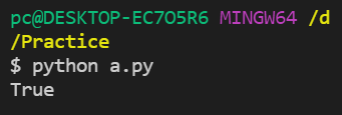 pc@DESKTOP-EC7O5R6 MINGW64 /d
/Practice
$ python a.py
True